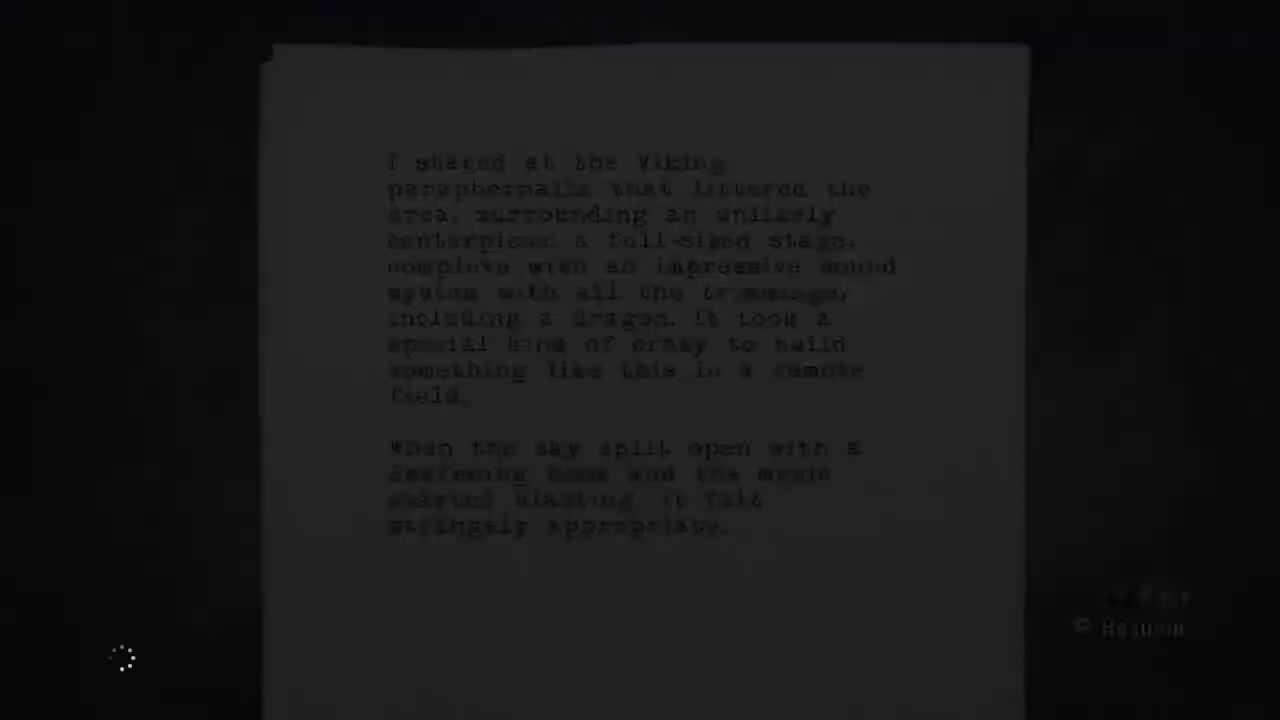 I stared at the Viking
paraphernalia that littered the
area, surrounding an unlikely
centerpiece: a full-sized stage,
complete with an impressive sound
system with all the trimmings,
including a dragon. It took a
special kind of crazy to build
something like this in a remote
field.
When the sky split open with a
deafening boom and the music
started blasting, it felt
strangely appropriate.
Resume